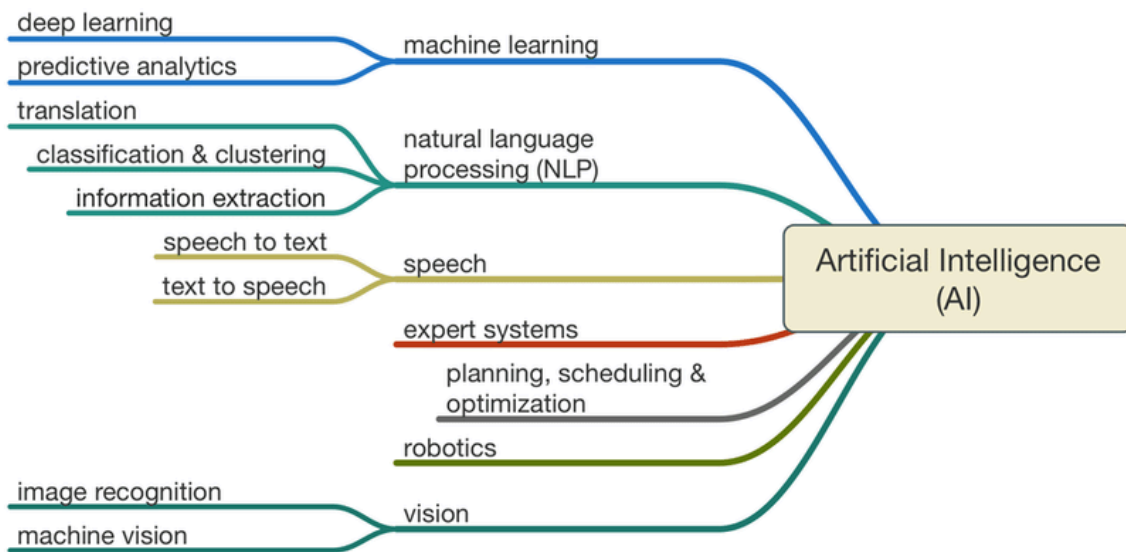 deep learning
machine learning
predictive analytics
translation
natural language
processing (NLP)
classification & clustering
information extraction
speech to text
speech
text to speech
Artificial Intelligence
(AI)
expert systems
planning, scheduling &
optimization
robotics
image recognition
vision
machine vision